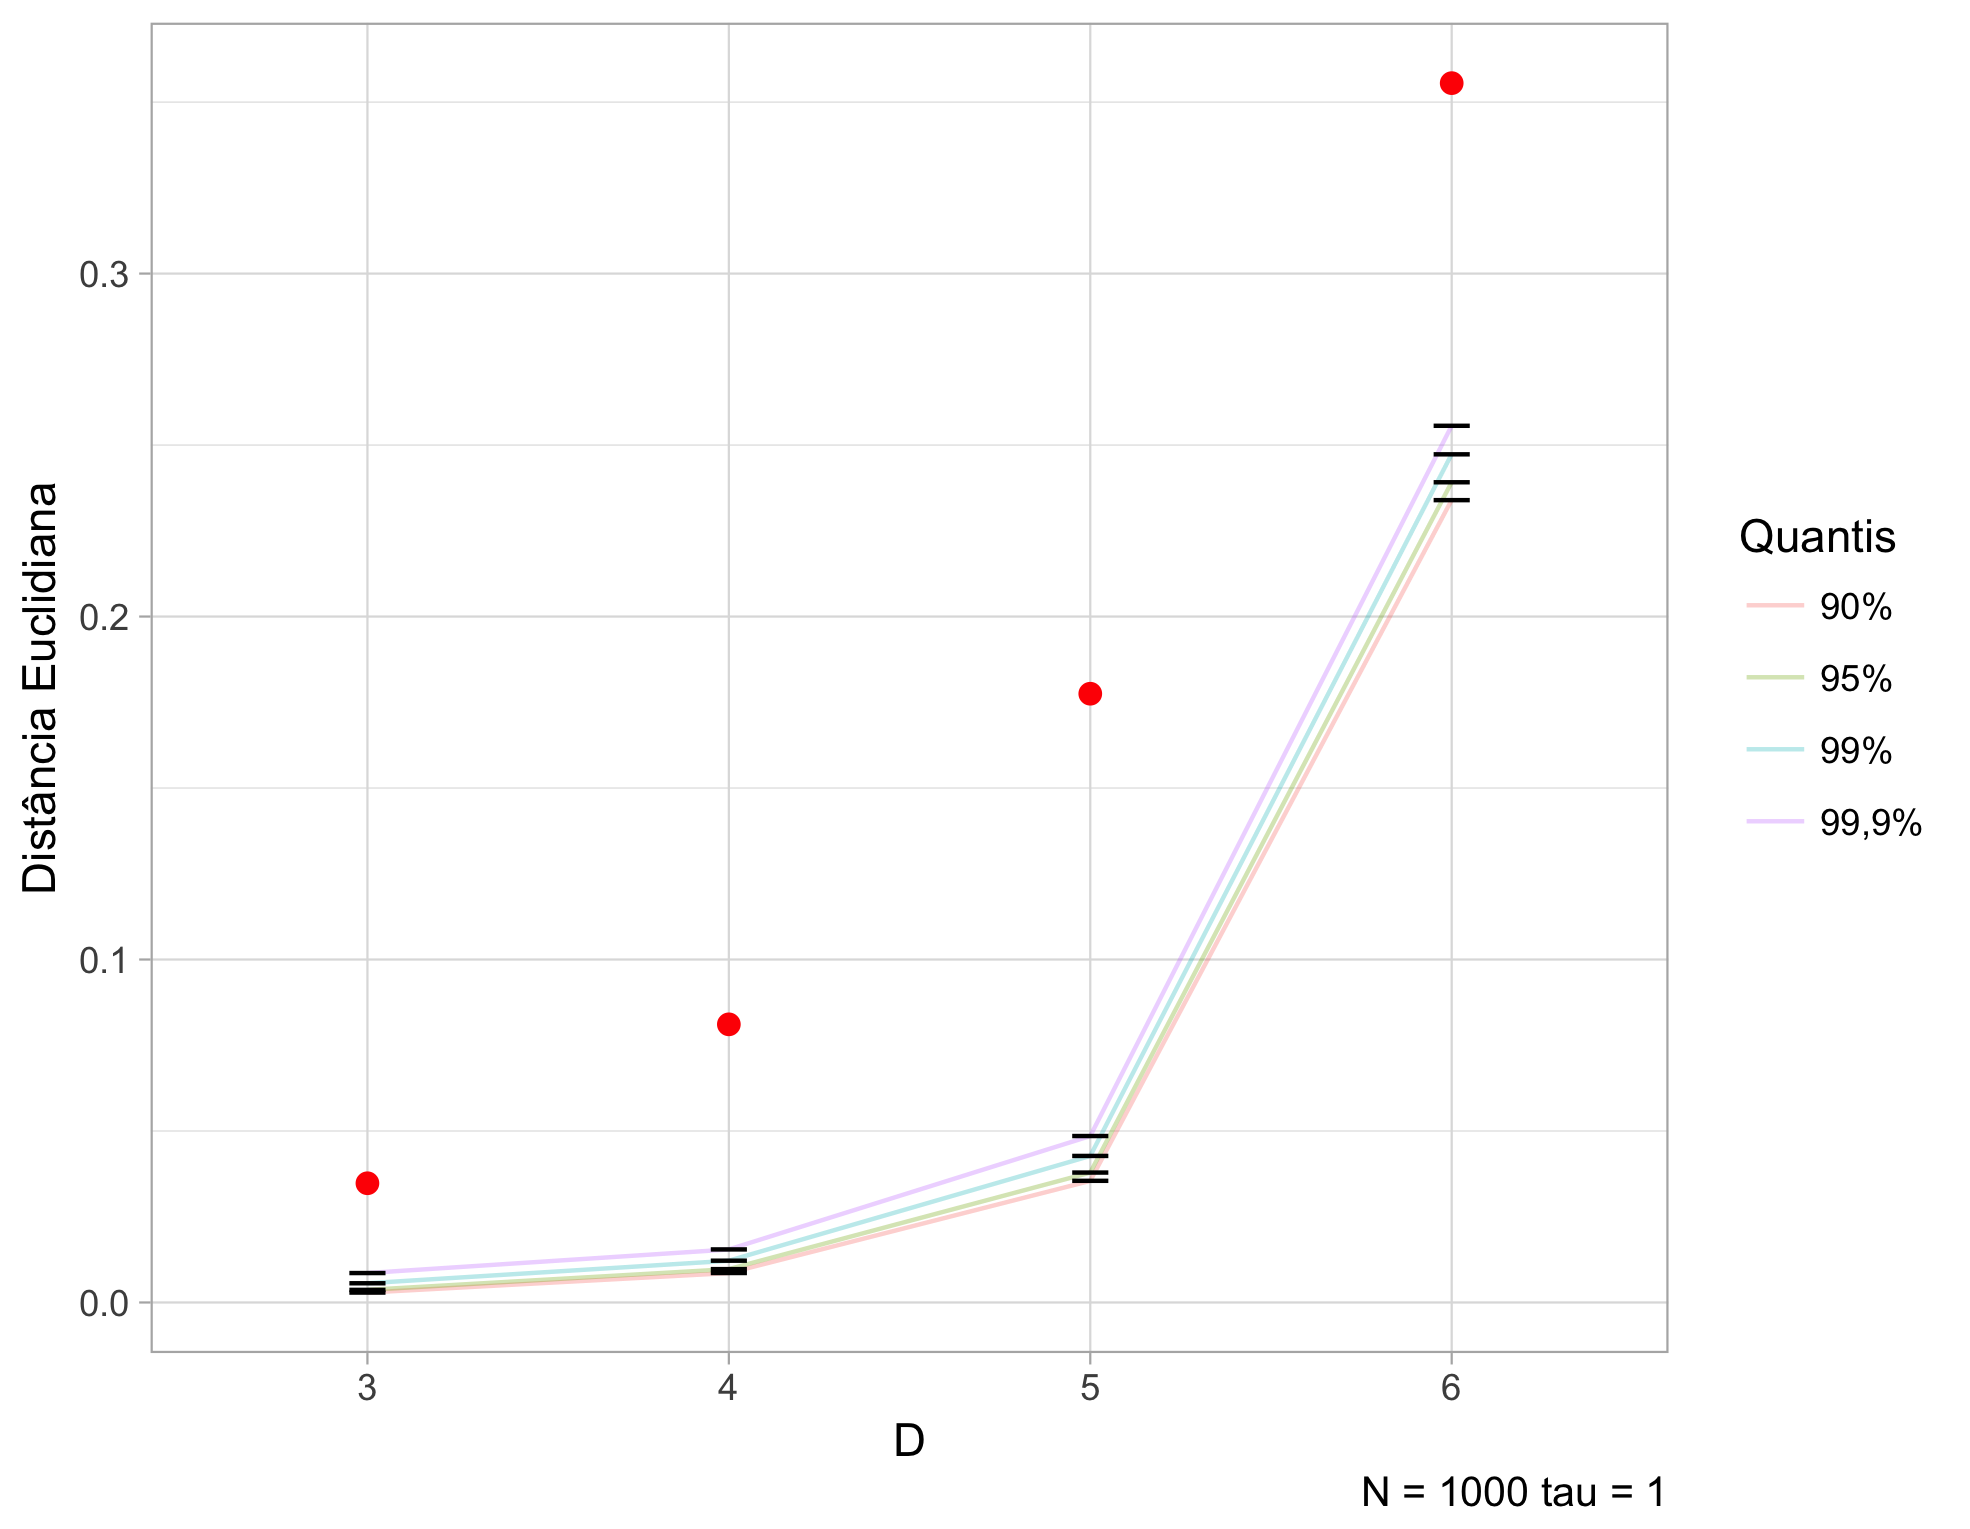 0.3
0.2
0.1
0.0
Distância Euclidiana
3 4 5 6
D
N = 1000 tau = 1
Quantis
90%
95%
99%
99,9%